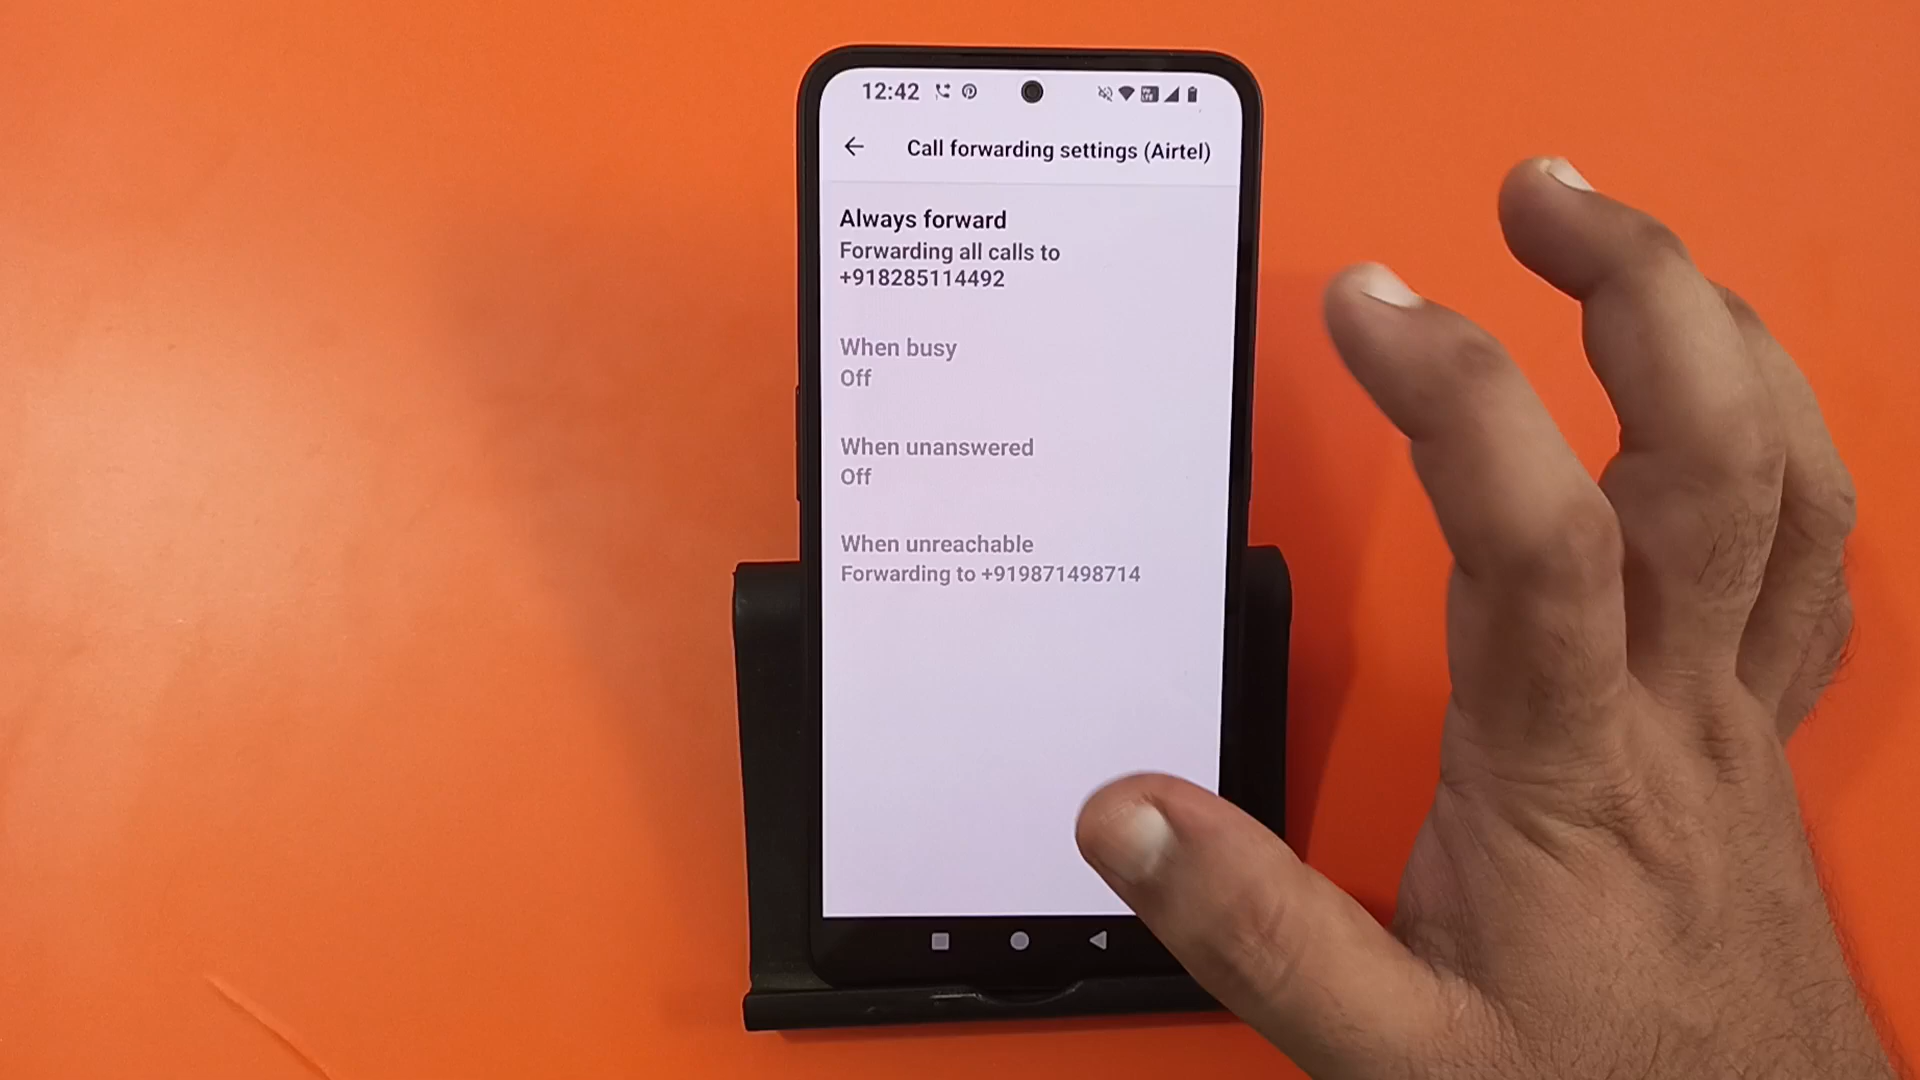 12:42
Call forwarding settings (Airtel)
Always forward
Forwarding all calls to
+918285114492
When busy
Off
When unanswered
Off
When unreachable
Forwarding to +919871498714